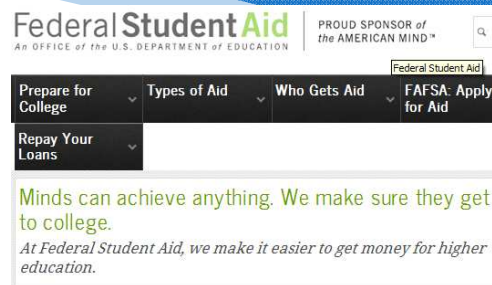 Federal Student Aid
An OFFICE of the U.S. DEPARTMENT of EDUCATION
PROUD SPONSOR of
the AMERICAN MIND™
Federal Student Aid
Prepare for
College
Types of Aid
Who Gets Aid
FAFSA: Apply
for Aid
Repay Your
Loans
Minds can achieve anything. We make sure they get
to college.
At Federal Student Aid, we make it easier to get money for higher
education.